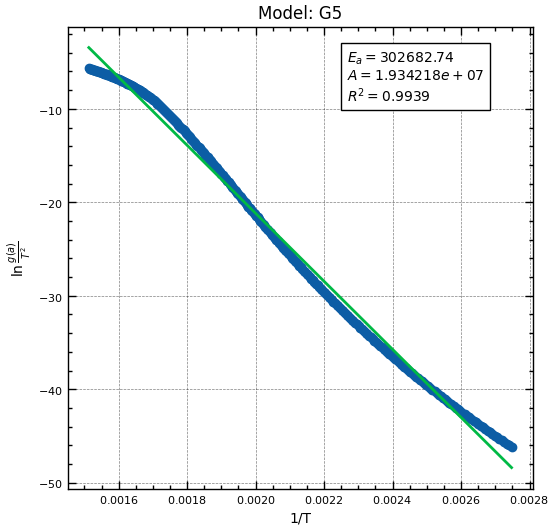 Model: G5
E_a = 302682.74
A = 1.934218e + 07
R^2 = 0.9939
−10
−20
−30
−40
−50
ln g(a)/T^2
0.0016 0.0018 0.0020 0.0022 0.0024 0.0026 0.0028
1/T